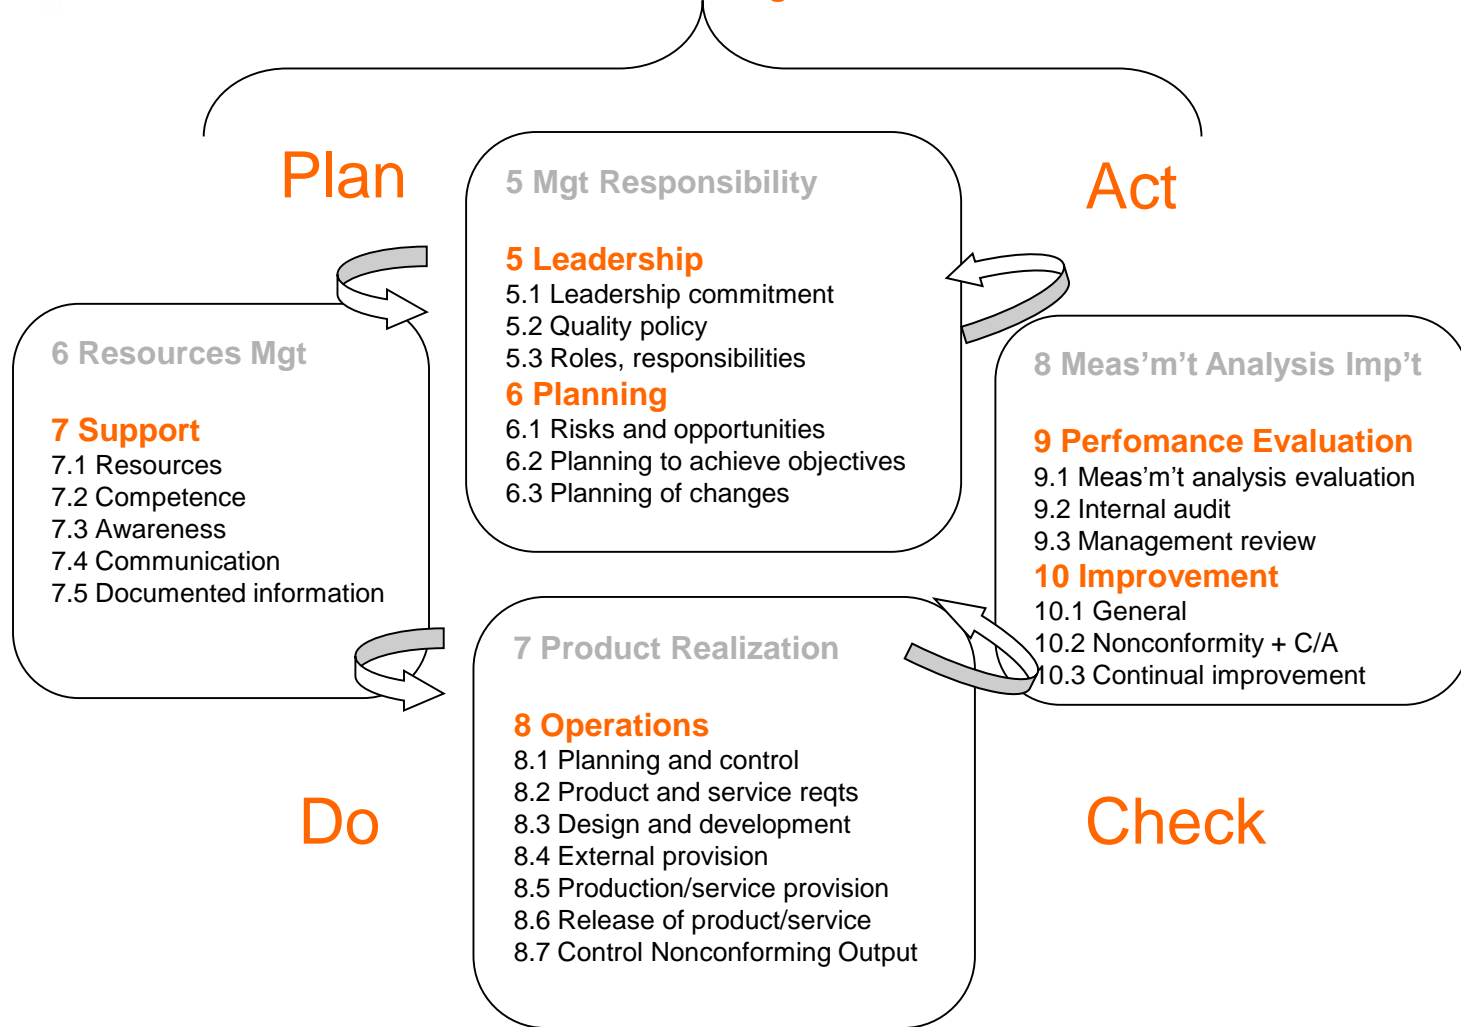 Plan
Act
5 Mgt Responsibility
5 Leadership
5.1 Leadership commitment
5.2 Quality policy
5.3 Roles, responsibilities
6 Planning
6.1 Risks and opportunities
6.2 Planning to achieve objectives
6.3 Planning of changes
6 Resources Mgt
7 Support
7.1 Resources
7.2 Competence
7.3 Awareness
7.4 Communication
7.5 Documented information
8 Meas’m’t Analysis Imp’t
9 Perfomance Evaluation
9.1 Meas’m’t analysis evaluation
9.2 Internal audit
9.3 Management review
10 Improvement
10.1 General
10.2 Nonconformity + C/A
10.3 Continual improvement
7 Product Realization
8 Operations
8.1 Planning and control
8.2 Product and service reqts
8.3 Design and development
8.4 External provision
8.5 Production/service provision
8.6 Release of product/service
8.7 Control Nonconforming Output
Do
Check